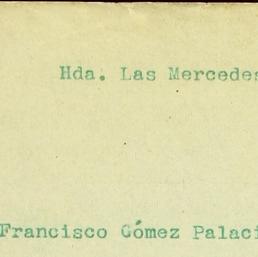 Hda. Las Mercedes
Francisco Gómez Palaci